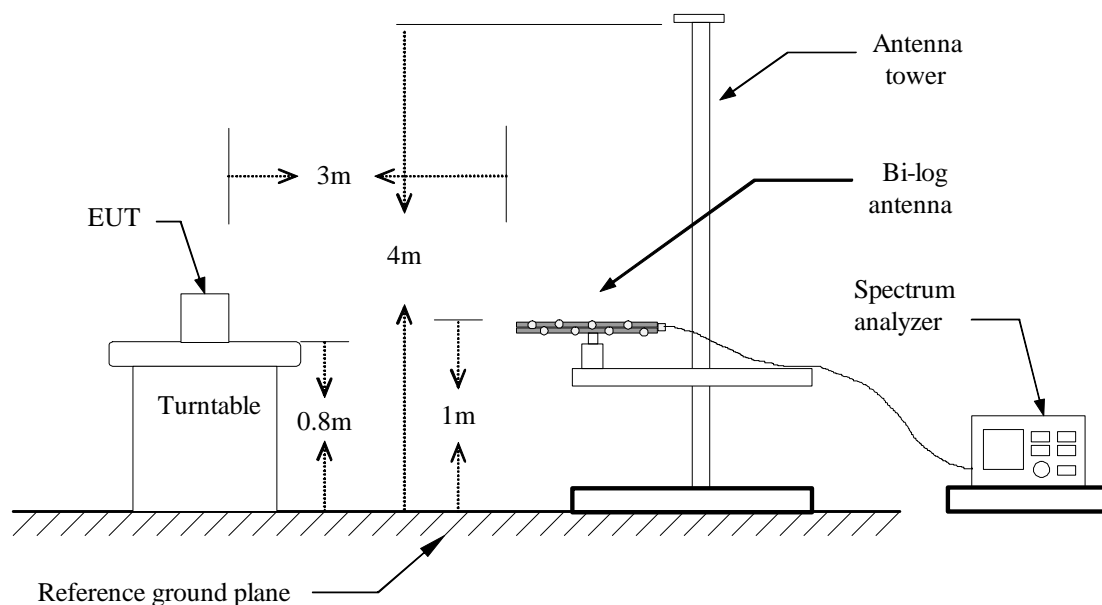 Antenna
tower
3m
Bi-log
antenna
EUT
4m
Spectrum
analyzer
Turntable
0.8m
1m
Reference ground plane